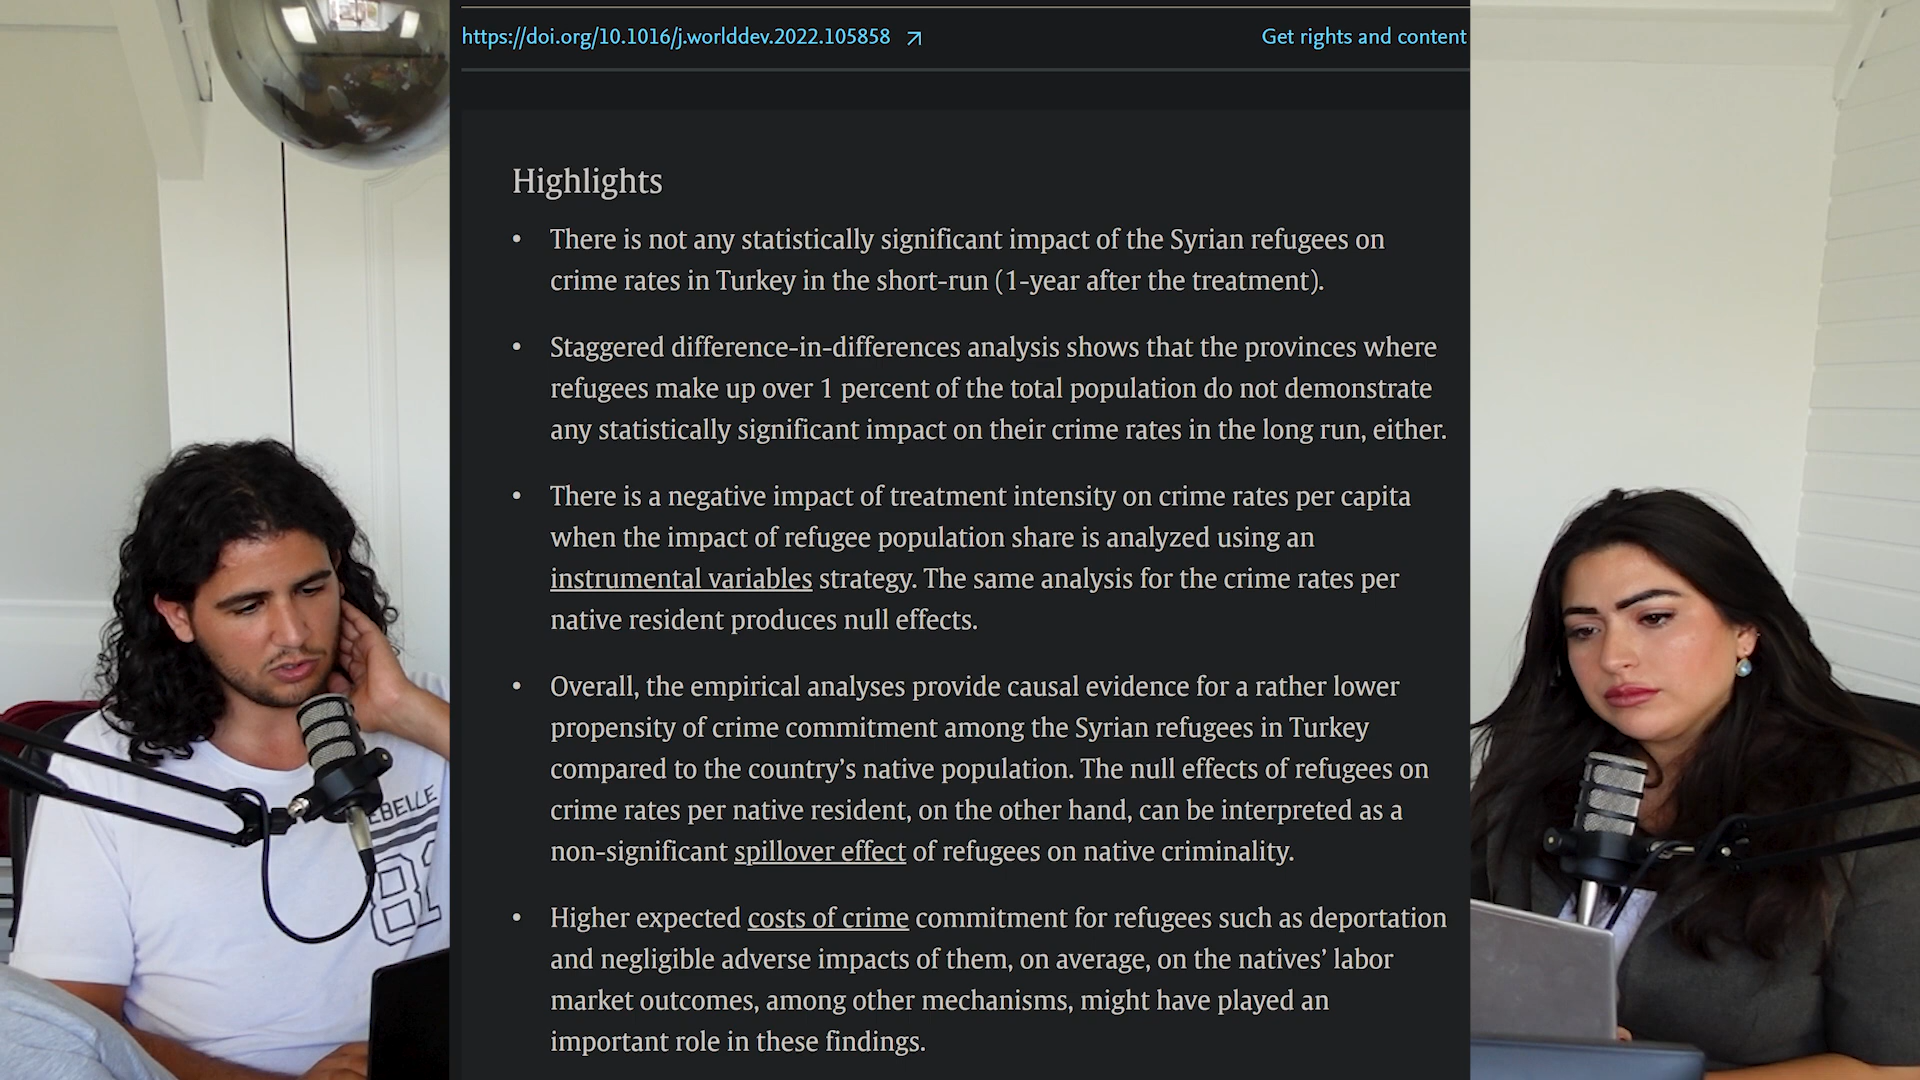 https://doi.org/10.1016/j.worlddev.2022.105858 ↗ Get rights and content
Highlights
• There is not any statistically significant impact of the Syrian refugees on
crime rates in Turkey in the short-run (1-year after the treatment).
• Staggered difference-in-differences analysis shows that the provinces where
refugees make up over 1 percent of the total population do not demonstrate
any statistically significant impact on their crime rates in the long run, either.
• There is a negative impact of treatment intensity on crime rates per capita
when the impact of refugee population share is analyzed using an
instrumental variables strategy. The same analysis for the crime rates per
native resident produces null effects.
• Overall, the empirical analyses provide causal evidence for a rather lower
propensity of crime commitment among the Syrian refugees in Turkey
compared to the country’s native population. The null effects of refugees on
crime rates per native resident, on the other hand, can be interpreted as a
non-significant spillover effect of refugees on native criminality.
• Higher expected costs of crime commitment for refugees such as deportation
and negligible adverse impacts of them, on average, on the natives’ labor
market outcomes, among other mechanisms, might have played an
important role in these findings.
EBELLE